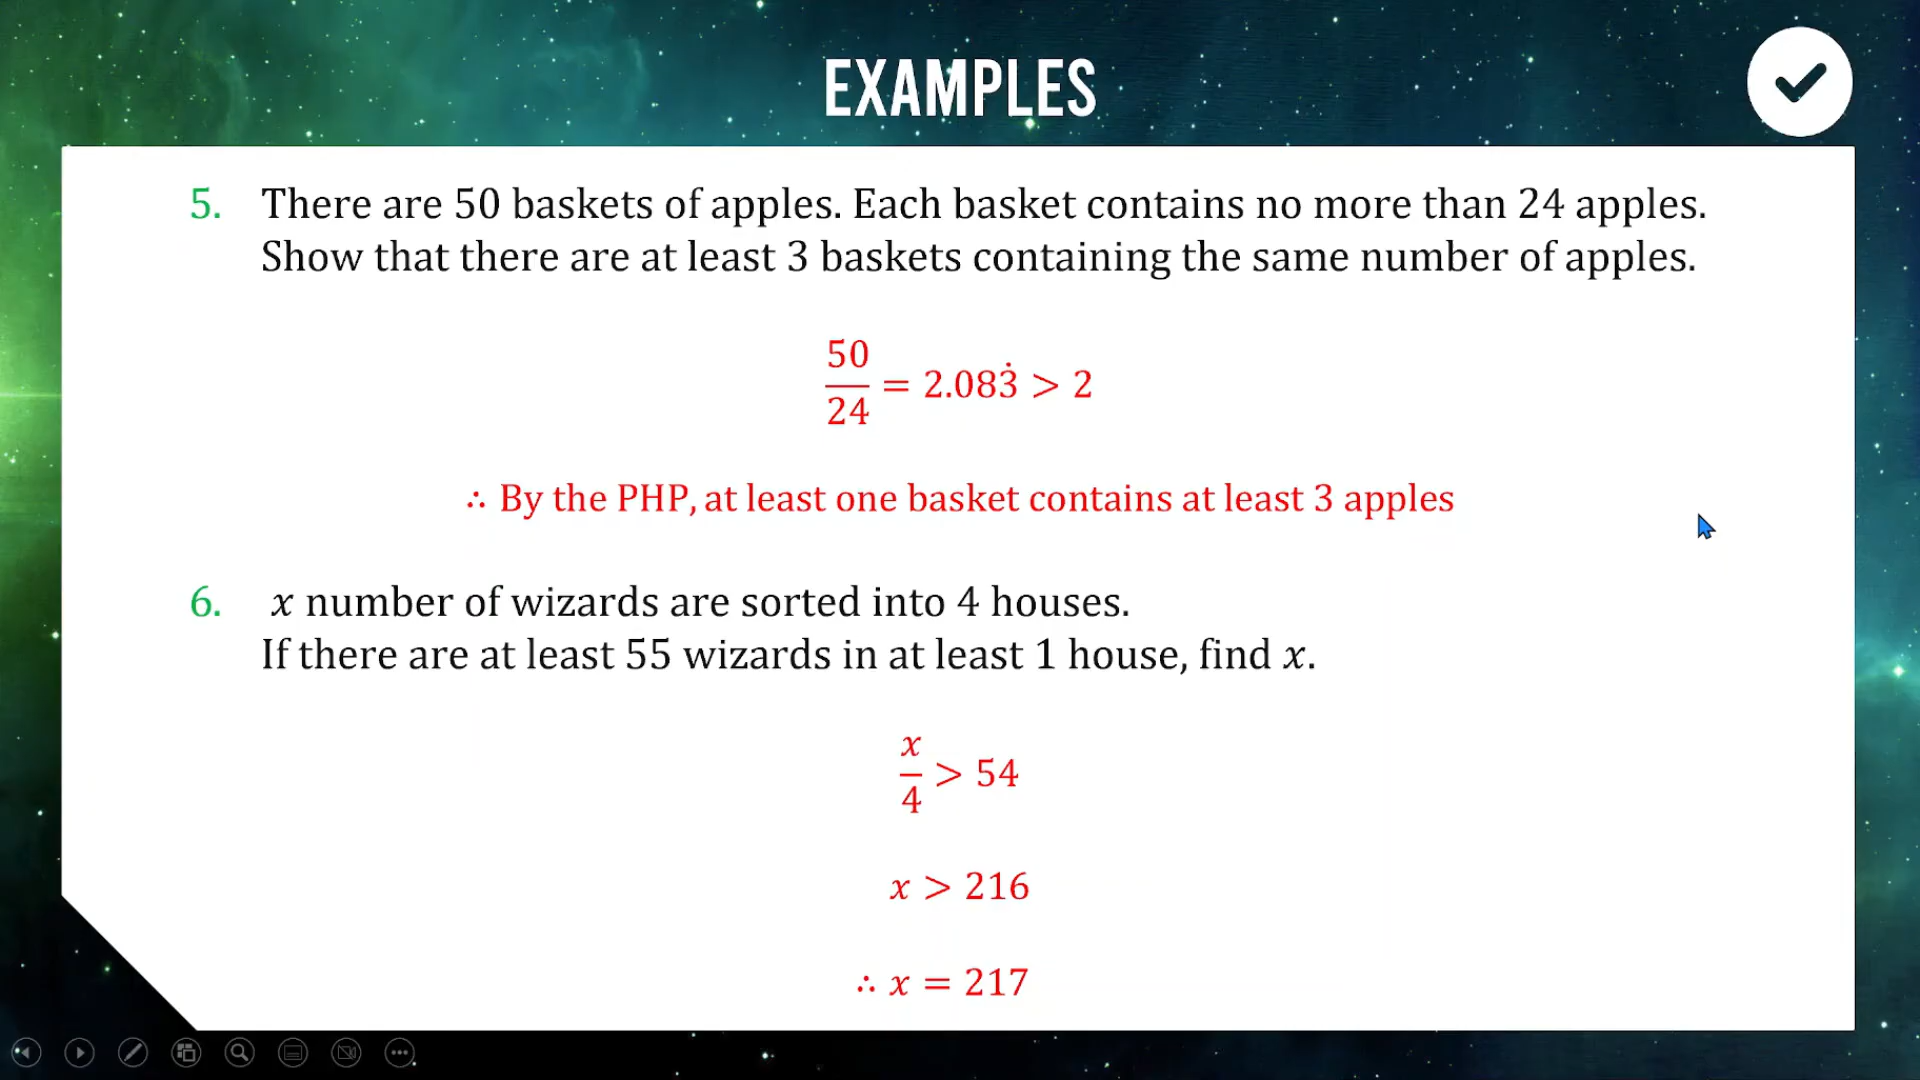 EXAMPLES
5. There are 50 baskets of apples. Each basket contains no more than 24 apples.
Show that there are at least 3 baskets containing the same number of apples.
50/24 = 2.083̇ > 2
∴ By the PHP, at least one basket contains at least 3 apples
6. x number of wizards are sorted into 4 houses.
If there are at least 55 wizards in at least 1 house, find x.
x/4 > 54
x > 216
∴ x = 217